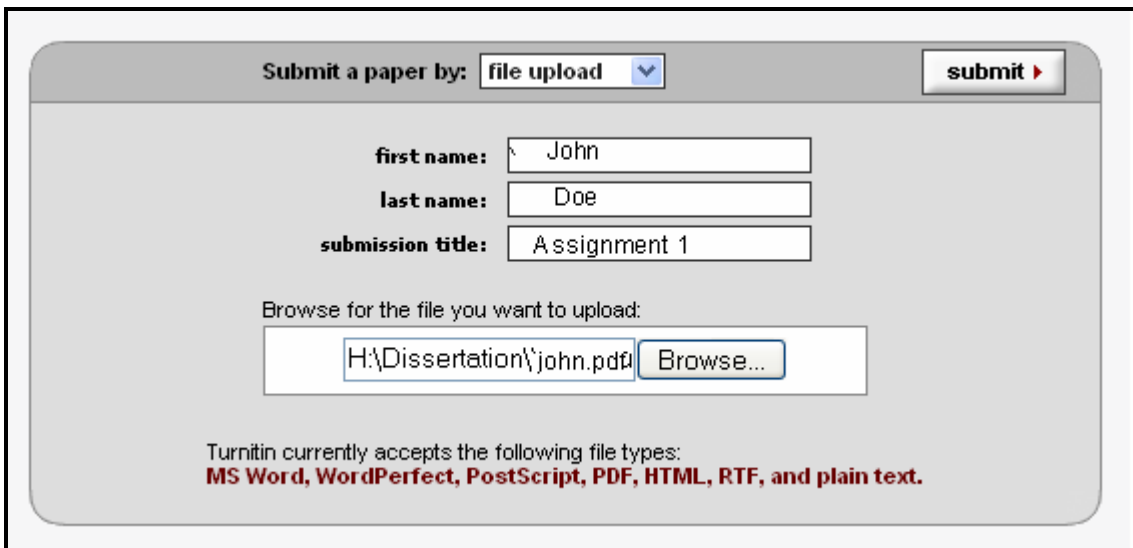 Submit a paper by: file upload submit
first name: John
last name: Doe
submission title: Assignment 1
Browse for the file you want to upload:
H:\Dissertation\john.pdf Browse...
Turnitin currently accepts the following file types:
MS Word, WordPerfect, PostScript, PDF, HTML, RTF, and plain text.